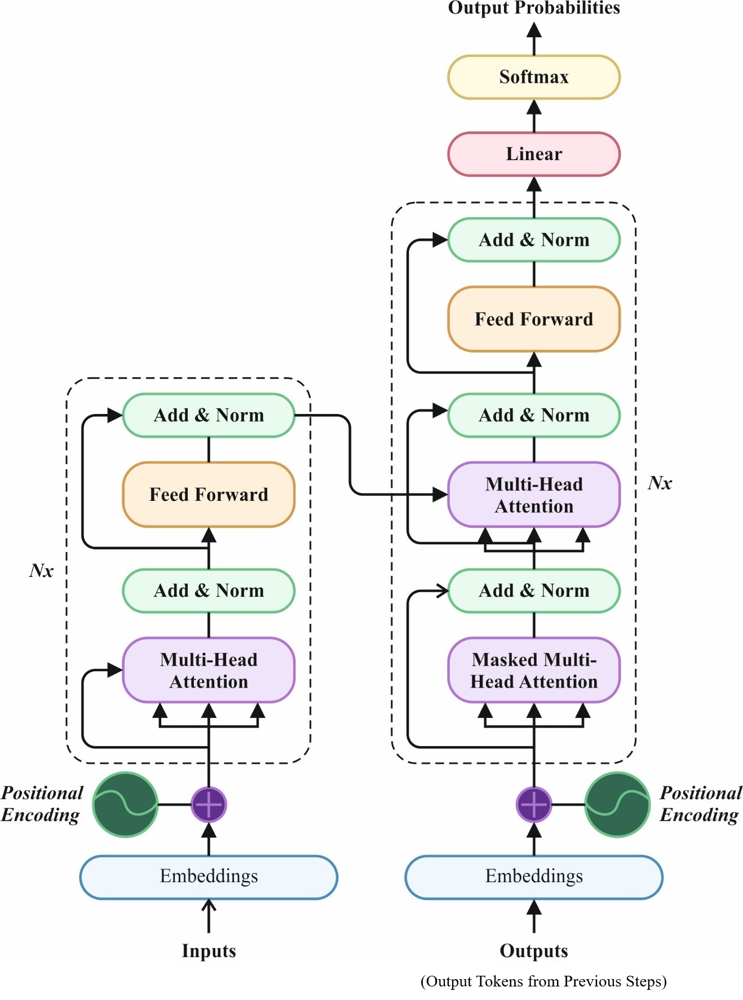 Output Probabilities
Softmax
Linear
Add & Norm
Feed Forward
Add & Norm
Multi-Head
Attention
Nx
Add & Norm
Masked Multi-
Head Attention
Add & Norm
Feed Forward
Nx
Add & Norm
Multi-Head
Attention
Positional
Encoding
Positional
Encoding
Embeddings
Embeddings
Inputs
Outputs
(Output Tokens from Previous Steps)